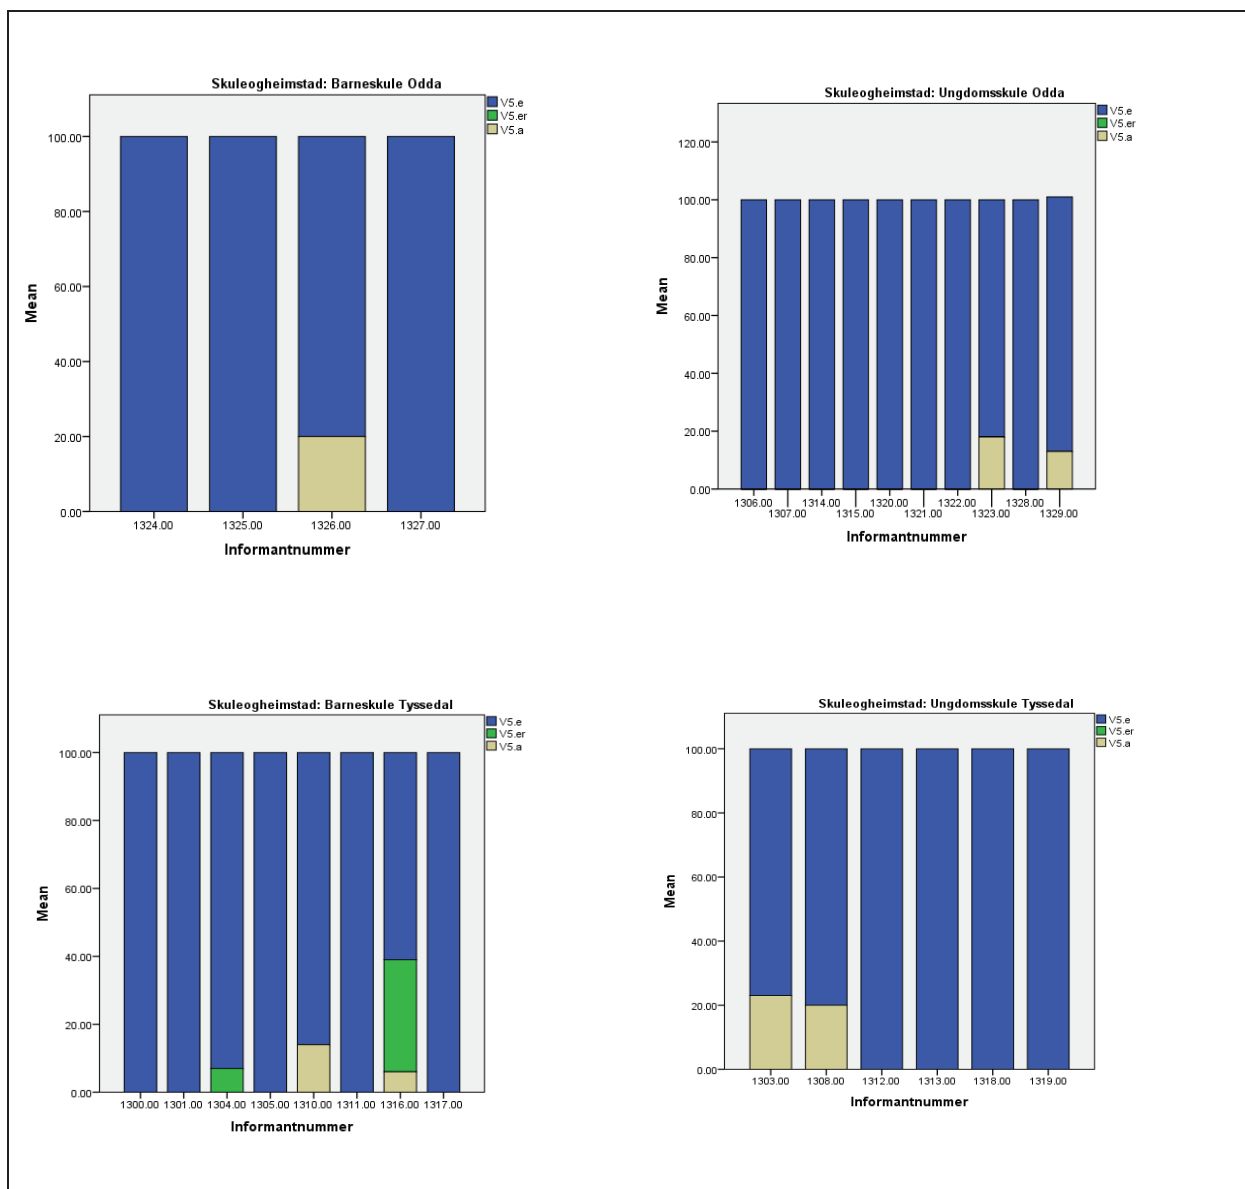 Skuleogheimstad: Barneskule Odda
V5.e
V5.er
V5.a
100.00
80.00
60.00
40.00
20.00
0.00
Mean
1324.00 1325.00 1326.00 1327.00
Informantnummer
Skuleogheimstad: Ungdomsskule Odda
V5.e
V5.er
V5.a
120.00
100.00
80.00
60.00
40.00
20.00
0.00
Mean
1306.00 1314.00 1320.00 1322.00 1328.00
1307.00 1315.00 1321.00 1323.00 1329.00
Informantnummer
Skuleogheimstad: Barneskule Tyssedal
V5.e
V5.er
V5.a
100.00
80.00
60.00
40.00
20.00
0.00
Mean
1300.00 1301.00 1304.00 1305.00 1310.00 1311.00 1316.00 1317.00
Informantnummer
Skuleogheimstad: Ungdomsskule Tyssedal
V5.e
V5.er
V5.a
100.00
80.00
60.00
40.00
20.00
0.00
Mean
1303.00 1308.00 1312.00 1313.00 1318.00 1319.00
Informantnummer